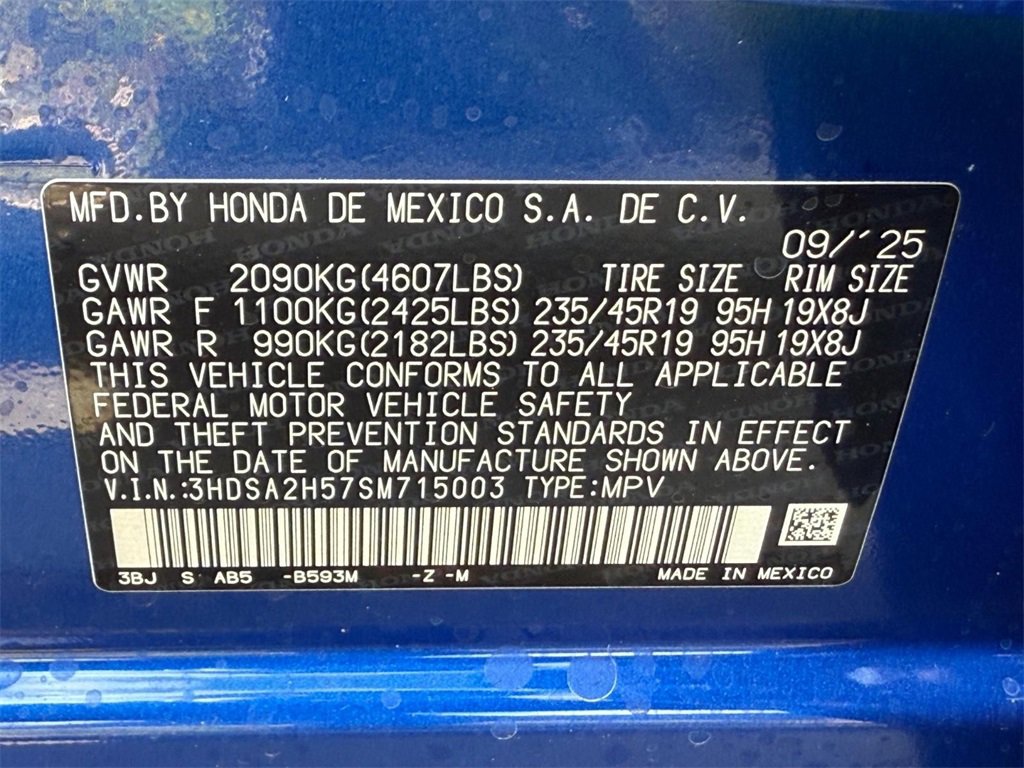 MFD.BY HONDA DE MEXICO S.A. DE C.V.
09/´25
GVWR 2090KG(4607LBS) TIRE SIZE RIM SIZE
GAWR F 1100KG(2425LBS) 235/45R19 95H 19X8J
GAWR R 990KG(2182LBS) 235/45R19 95H 19X8J
THIS VEHICLE CONFORMS TO ALL APPLICABLE
FEDERAL MOTOR VEHICLE SAFETY
AND THEFT PREVENTION STANDARDS IN EFFECT
ON THE DATE OF MANUFACTURE SHOWN ABOVE.
V.I.N.:3HDSA2H57SM715003 TYPE:MPV
3BJ S AB5 -B593M -Z -M MADE IN MEXICO